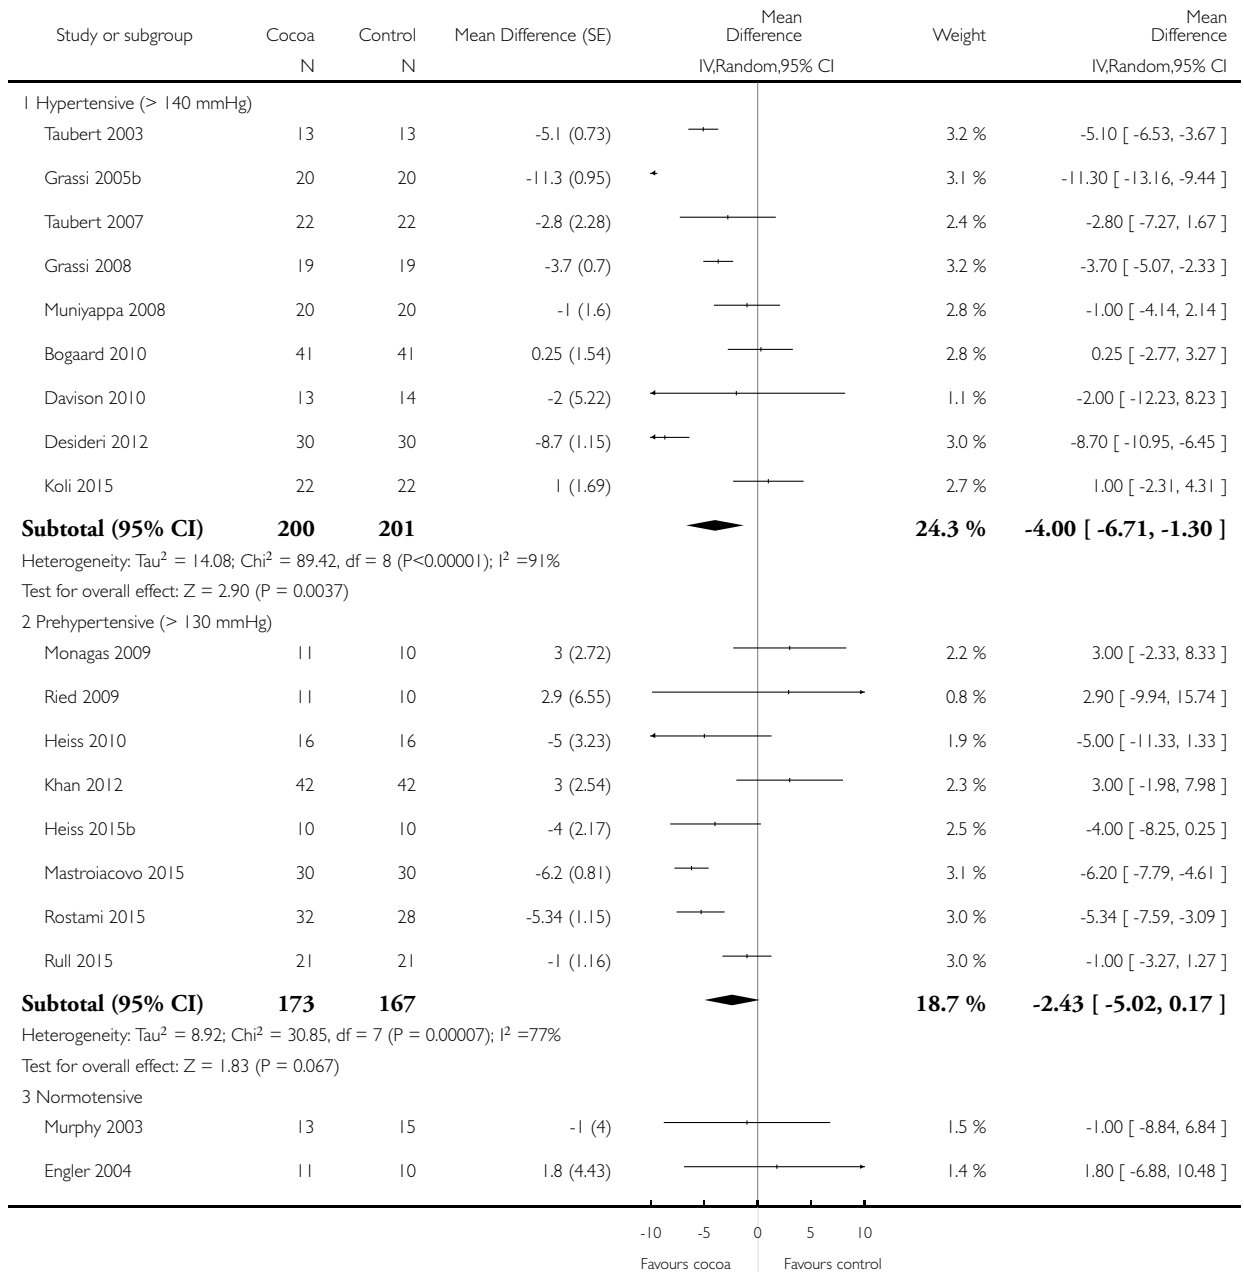 Study or subgroup Cocoa Control Mean Difference (SE) Mean Difference Weight Mean Difference
N N IV,Random,95% CI IV,Random,95% CI
1 Hypertensive (> 140 mmHg)
Taubert 2003 13 13 -5.1 (0.73) 3.2 % -5.10 [ -6.53, -3.67 ]
Grassi 2005b 20 20 -11.3 (0.95) 3.1 % -11.30 [ -13.16, -9.44 ]
Taubert 2007 22 22 -2.8 (2.28) 2.4 % -2.80 [ -7.27, 1.67 ]
Grassi 2008 19 19 -3.7 (0.7) 3.2 % -3.70 [ -5.07, -2.33 ]
Muniyappa 2008 20 20 -1 (1.6) 2.8 % -1.00 [ -4.14, 2.14 ]
Bogaard 2010 41 41 0.25 (1.54) 2.8 % 0.25 [ -2.77, 3.27 ]
Davison 2010 13 14 -2 (5.22) 1.1 % -2.00 [ -12.23, 8.23 ]
Desideri 2012 30 30 -8.7 (1.15) 3.0 % -8.70 [ -10.95, -6.45 ]
Koli 2015 22 22 1 (1.69) 2.7 % 1.00 [ -2.31, 4.31 ]
Subtotal (95% CI) 200 201 24.3 % -4.00 [ -6.71, -1.30 ]
Heterogeneity: Tau² = 14.08; Chi² = 89.42, df = 8 (P<0.00001); I² =91%
Test for overall effect: Z = 2.90 (P = 0.0037)
2 Prehypertensive (> 130 mmHg)
Monagas 2009 11 10 3 (2.72) 2.2 % 3.00 [ -2.33, 8.33 ]
Ried 2009 11 10 2.9 (6.55) 0.8 % 2.90 [ -9.94, 15.74 ]
Heiss 2010 16 16 -5 (3.23) 1.9 % -5.00 [ -11.33, 1.33 ]
Khan 2012 42 42 3 (2.54) 2.3 % 3.00 [ -1.98, 7.98 ]
Heiss 2015b 10 10 -4 (2.17) 2.5 % -4.00 [ -8.25, 0.25 ]
Mastroiacovo 2015 30 30 -6.2 (0.81) 3.1 % -6.20 [ -7.79, -4.61 ]
Rostami 2015 32 28 -5.34 (1.15) 3.0 % -5.34 [ -7.59, -3.09 ]
Rull 2015 21 21 -1 (1.16) 3.0 % -1.00 [ -3.27, 1.27 ]
Subtotal (95% CI) 173 167 18.7 % -2.43 [ -5.02, 0.17 ]
Heterogeneity: Tau² = 8.92; Chi² = 30.85, df = 7 (P = 0.00007); I² =77%
Test for overall effect: Z = 1.83 (P = 0.067)
3 Normotensive
Murphy 2003 13 15 -1 (4) 1.5 % -1.00 [ -8.84, 6.84 ]
Engler 2004 11 10 1.8 (4.43) 1.4 % 1.80 [ -6.88, 10.48 ]
-10 -5 0 5 10
Favours cocoa Favours control